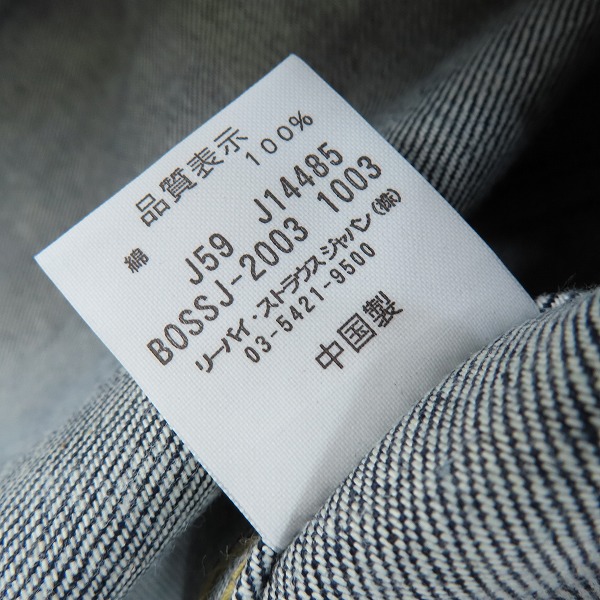 品質表示
綿 100%
J59 J14485
BOSSJ-2003 1003
リーバイ・ストラウスジャパン(株)
03-5421-9500
中国製